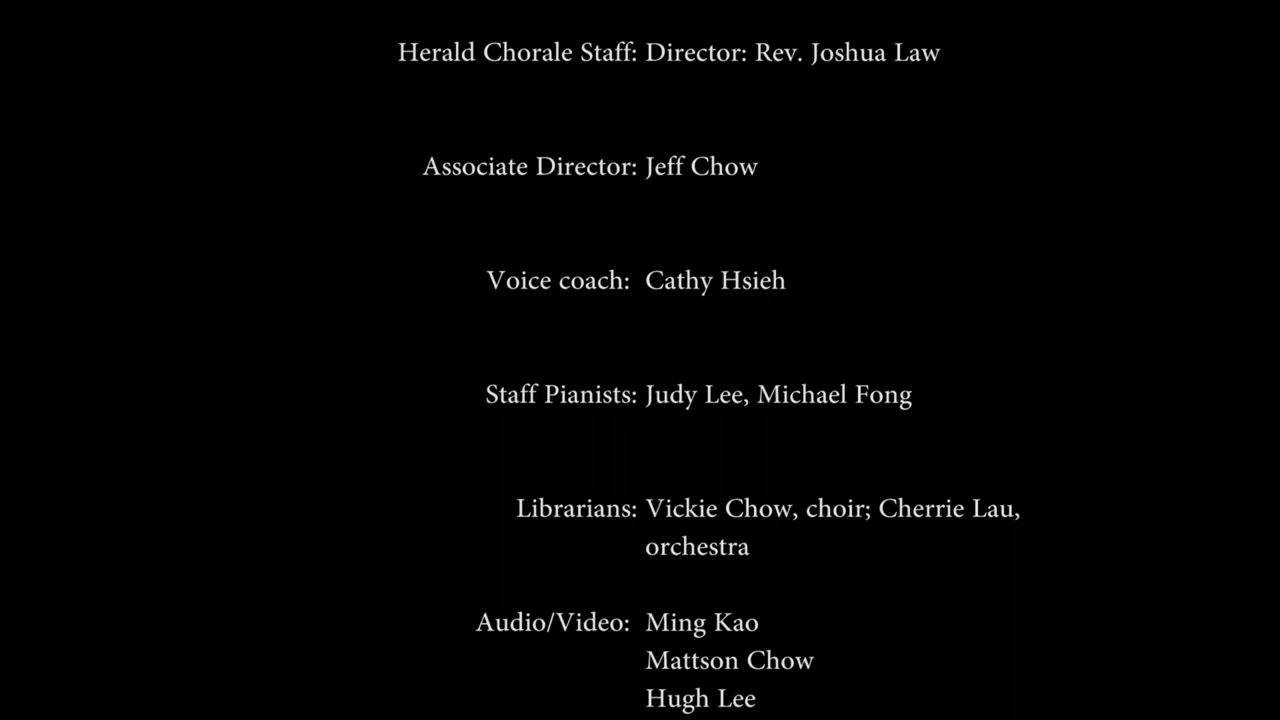 Herald Chorale Staff: Director: Rev. Joshua Law
Associate Director: Jeff Chow
Voice coach: Cathy Hsieh
Staff Pianists: Judy Lee, Michael Fong
Librarians: Vickie Chow, choir; Cherrie Lau,
orchestra
Audio/Video: Ming Kao
Mattson Chow
Hugh Lee